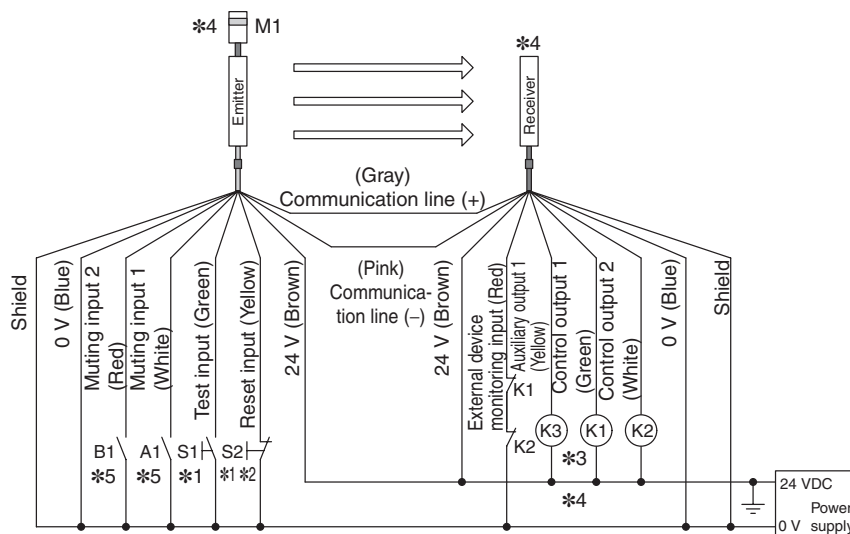 ✱4 M1
✱4
Emitter
Receiver
(Gray)
Communication line (+)
(Pink)
Communica-
tion line (−)
Shield
0 V (Blue)
Muting input 2
(Red)
Muting input 1
(White)
Test input (Green)
Reset input (Yellow)
24 V (Brown)
24 V (Brown)
External device
monitoring input (Red)
Auxiliary output 1
(Yellow)
Control output 1
(Green)
Control output 2
(White)
0 V (Blue)
Shield
B1
✱5
A1
✱5
S1
✱1
S2
✱1 ✱2
K1
K2
K3
K1
K2
✱3
✱4
24 VDC
Power
supply
0 V